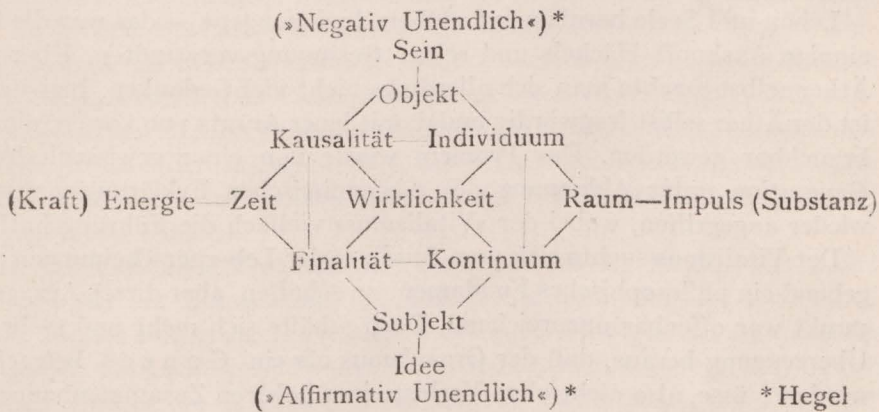 (»Negativ Unendlich«)*
Sein
Objekt
Kausalität Individuum
(Kraft) Energie—Zeit Wirklichkeit Raum—Impuls (Substanz)
Finalität Kontinuum
Subjekt
Idee
(»Affirmativ Unendlich«)* *Hegel